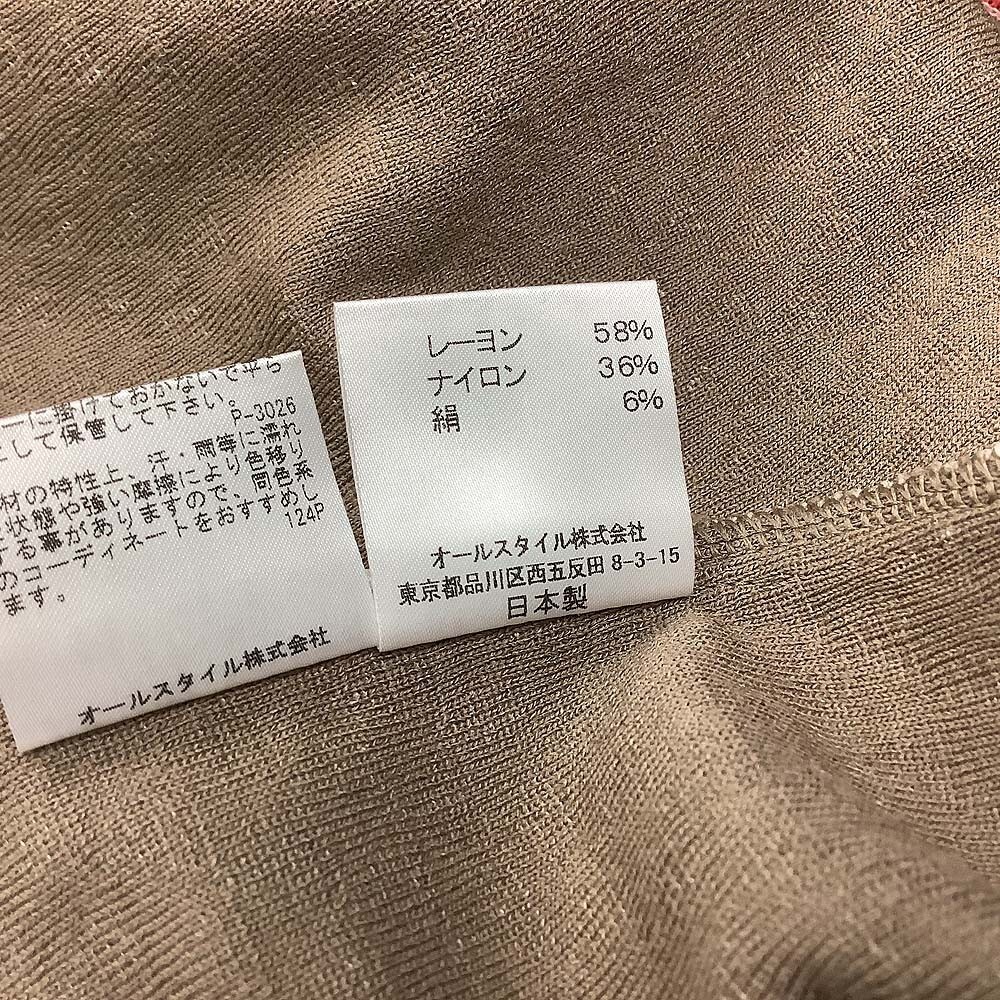 ーに掛けておかないで平ら
にして保管して下さい。
P-3026
材の特性上、汗・雨等に濡れ
状態や強い摩擦により色移り
する事がありますので、同色系
のコーディネートをおすすめし
ます。
124P
オールスタイル株式会社
レーヨン 58%
ナイロン 36%
絹 6%
オールスタイル株式会社
東京都品川区西五反田 8-3-15
日本製